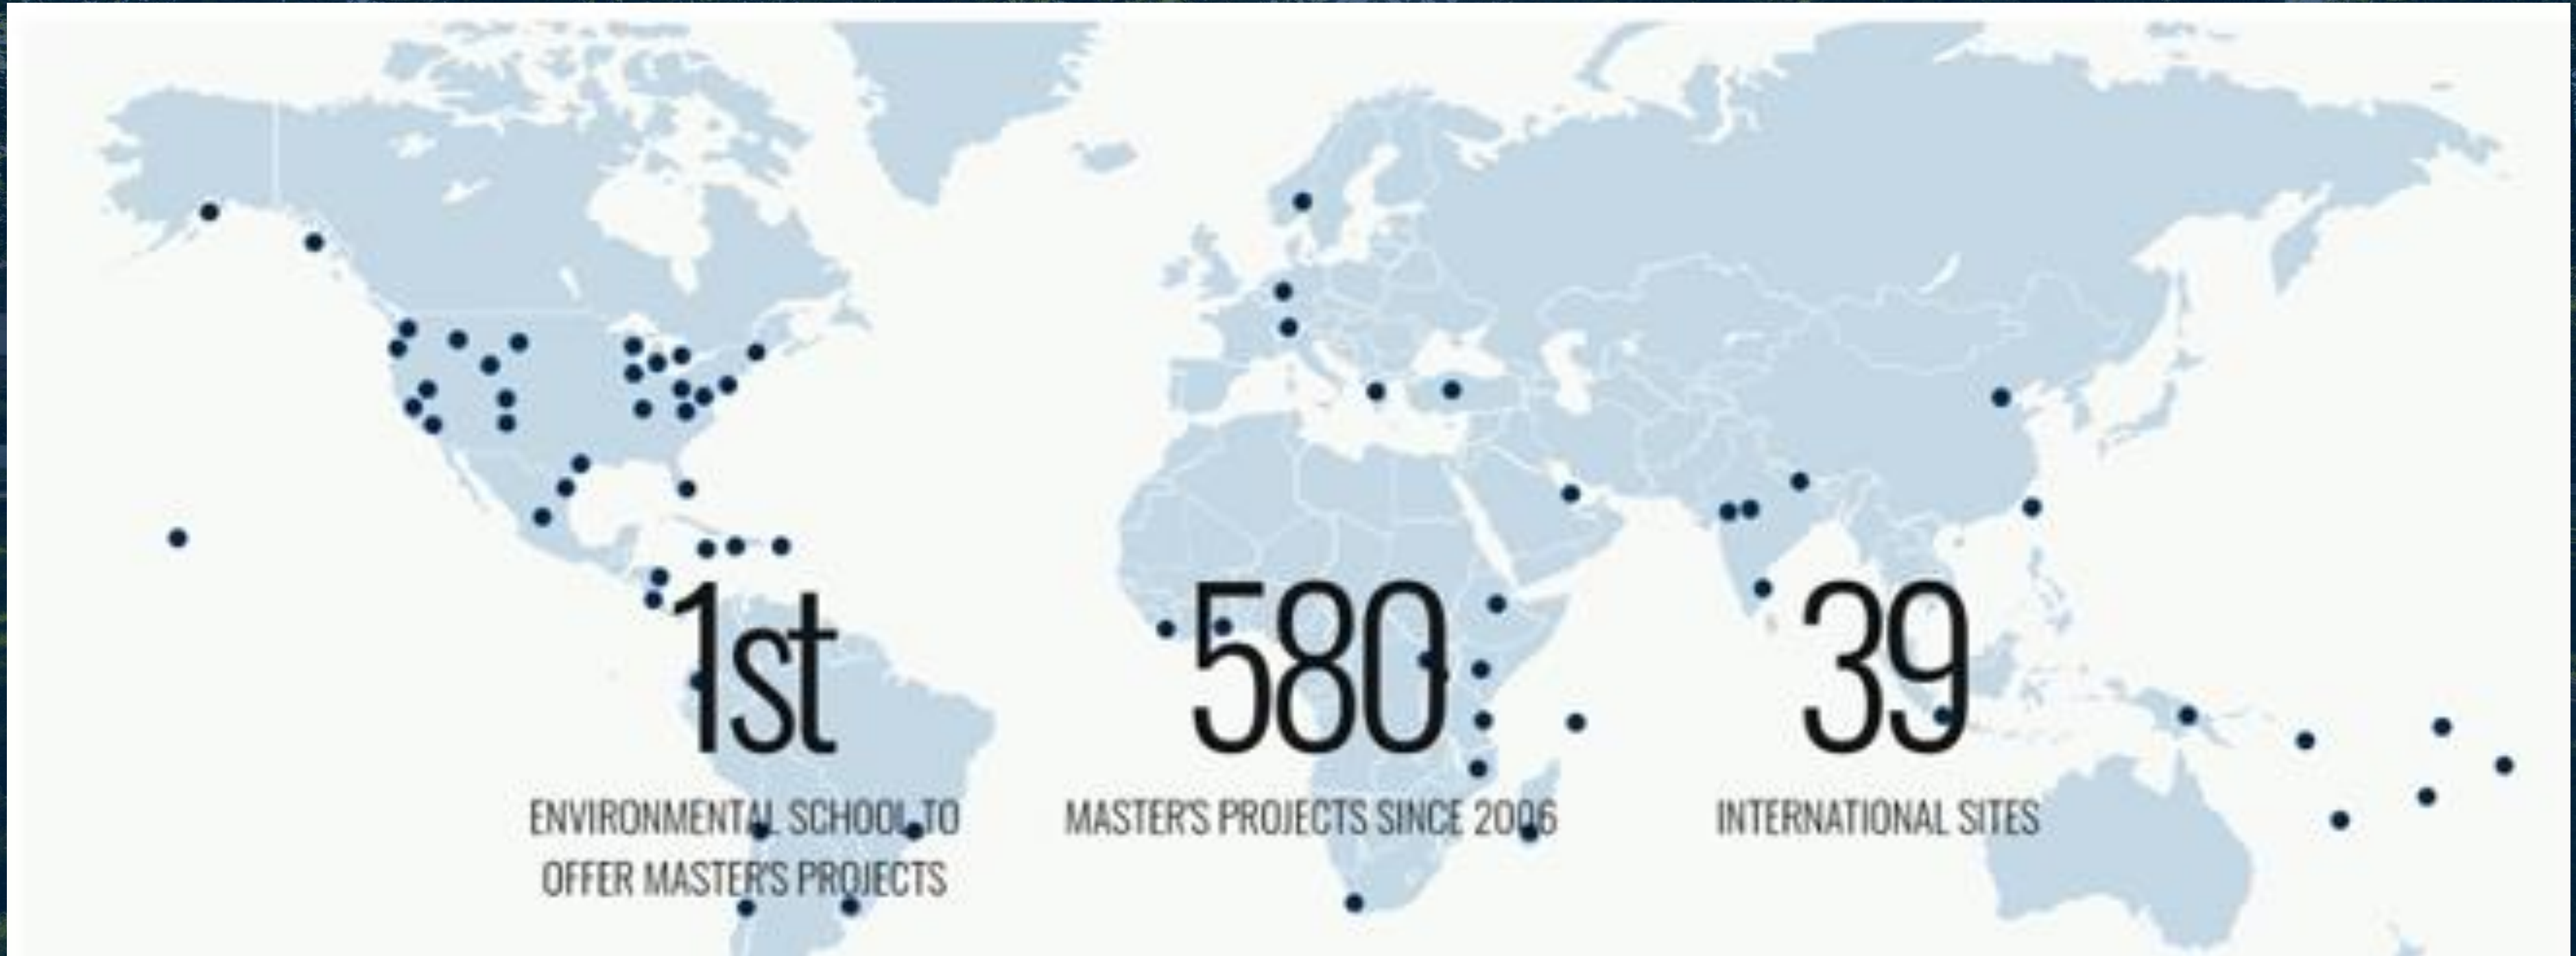 1st
ENVIRONMENTAL SCHOOL TO
OFFER MASTER'S PROJECTS
580
MASTER'S PROJECTS SINCE 2006
39
INTERNATIONAL SITES